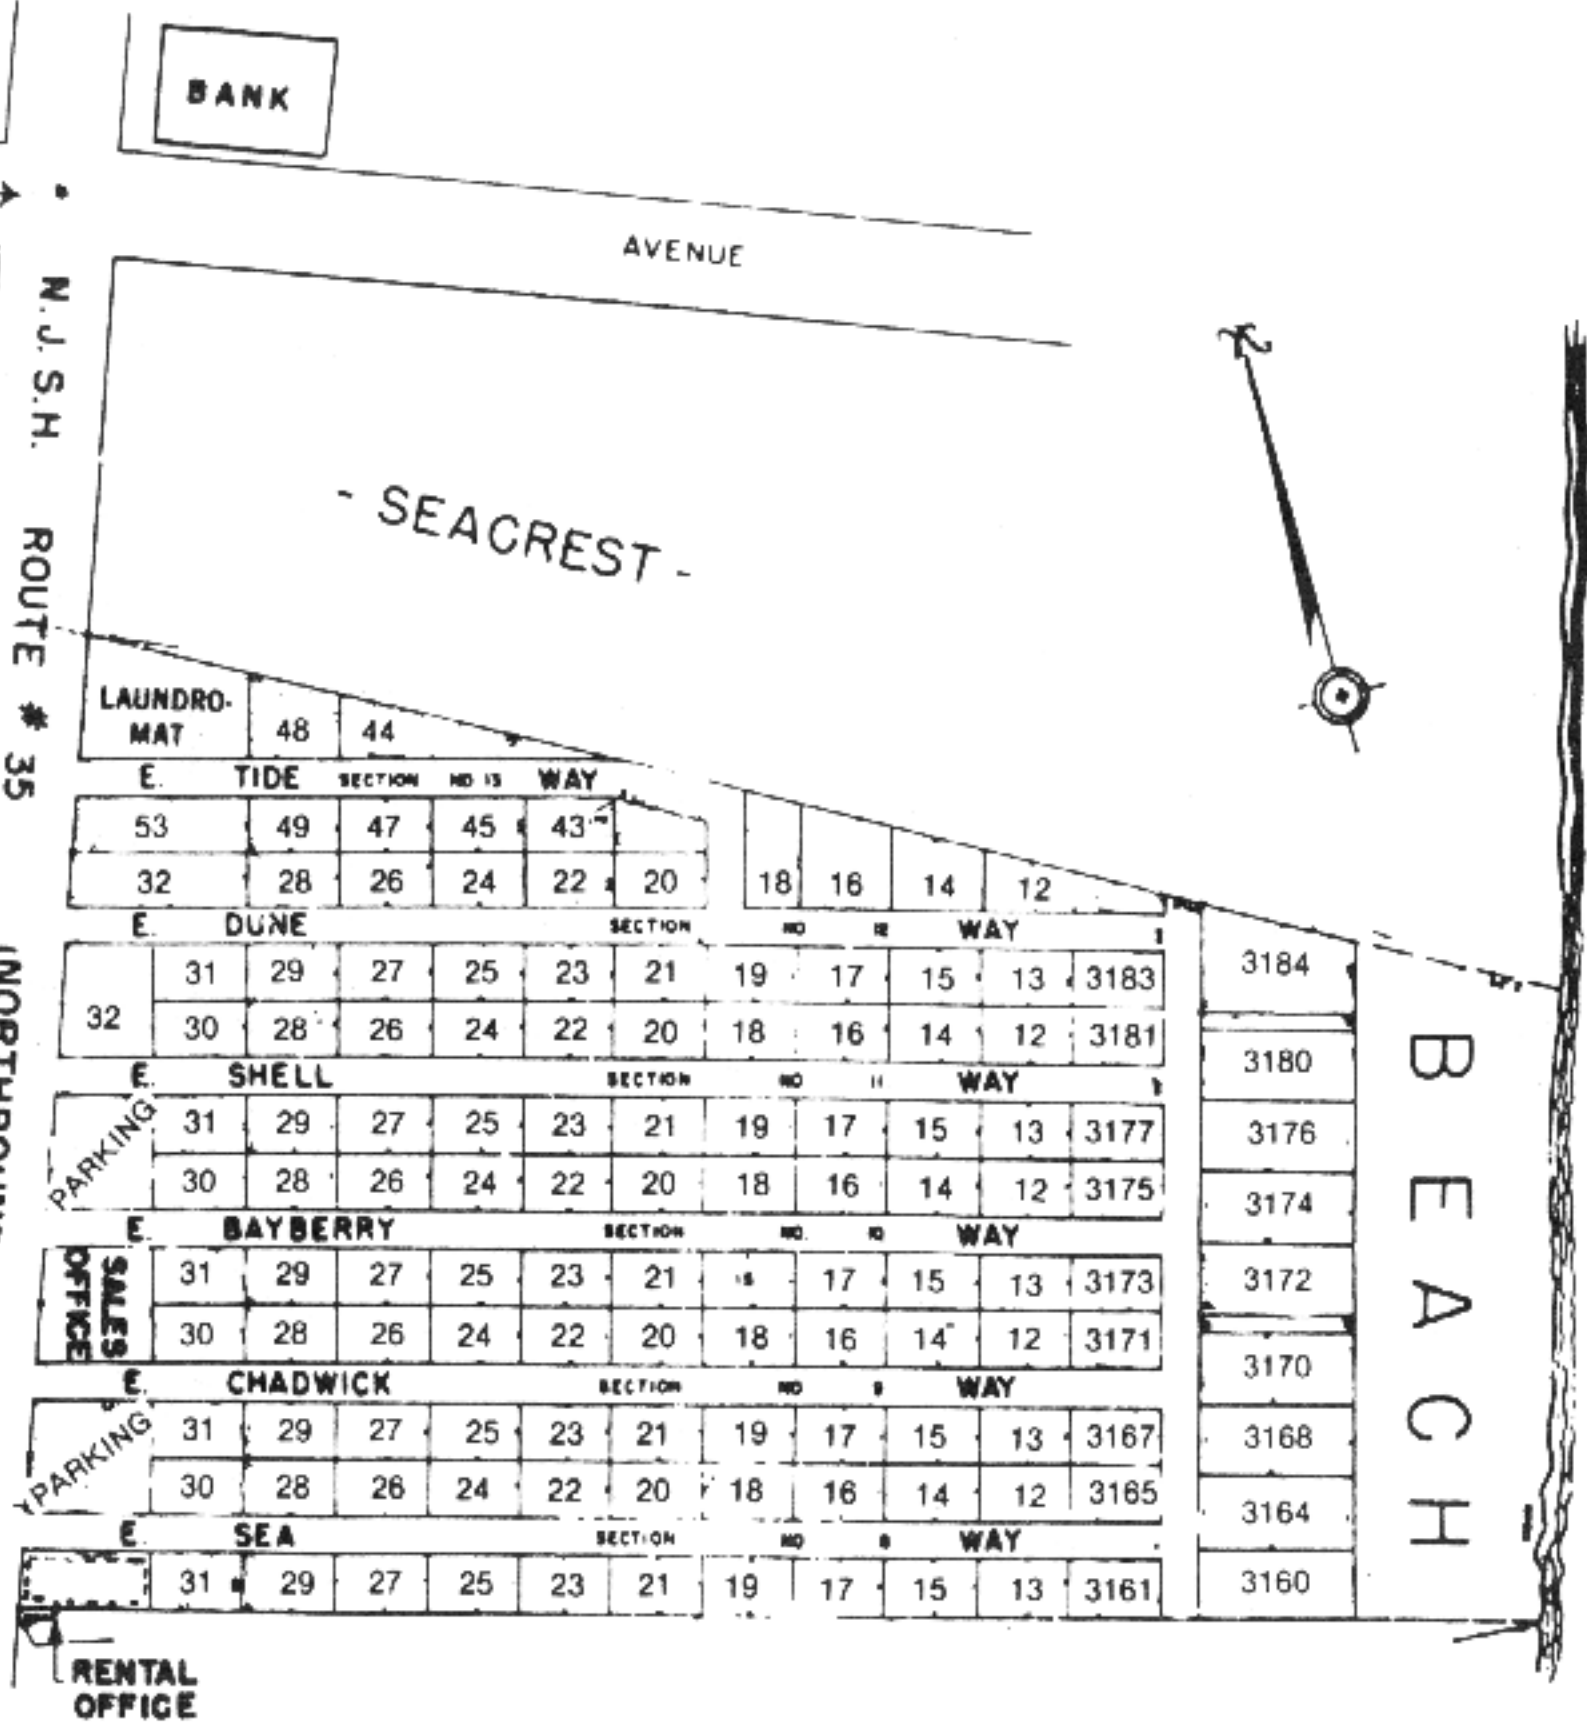 BANK
AVENUE
N.J.S.H. ROUTE # 35
- SEACREST -
LAUNDRO-
MAT
48 44
E. TIDE SECTION NO 13 WAY
53 49 47 45 43
32 28 26 24 22 20 18 16 14 12
E. DUNE SECTION NO 12 WAY
3184
31 29 27 25 23 21 19 17 15 13 3183
32
30 28 26 24 22 20 18 16 14 12 3181
3180
E. SHELL SECTION NO 11 WAY
PARKING
31 29 27 25 23 21 19 17 15 13 3177
3176
30 28 26 24 22 20 18 16 14 12 3175
3174
E. BAYBERRY SECTION NO. 10 WAY
SALES
OFFICE
31 29 27 25 23 21 17 15 13 3173
3172
30 28 26 24 22 20 18 16 14 12 3171
3170
E. CHADWICK SECTION NO 9 WAY
PARKING
31 29 27 25 23 21 19 17 15 13 3167
3168
30 28 26 24 22 20 18 16 14 12 3165
3164
E. SEA SECTION NO 8 WAY
31 29 27 25 23 21 19 17 15 13 3161
3160
BEACH
RENTAL
OFFICE